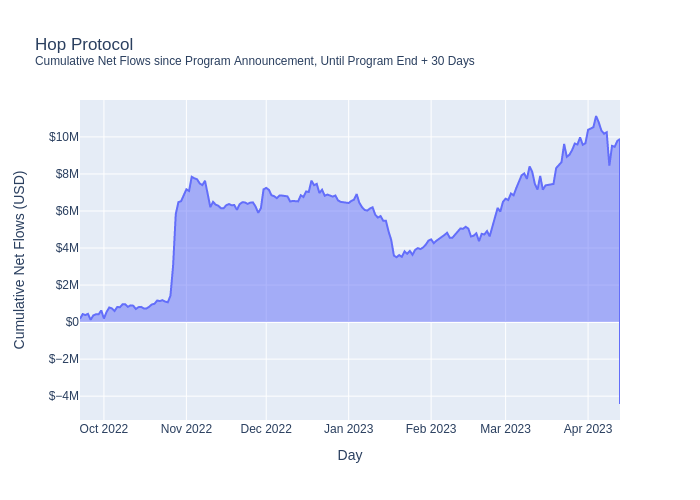 Hop Protocol
Cumulative Net Flows since Program Announcement, Until Program End + 30 Days
Cumulative Net Flows (USD)
$10M
$8M
$6M
$4M
$2M
$0
$−2M
$−4M
Oct 2022 Nov 2022 Dec 2022 Jan 2023 Feb 2023 Mar 2023 Apr 2023
Day